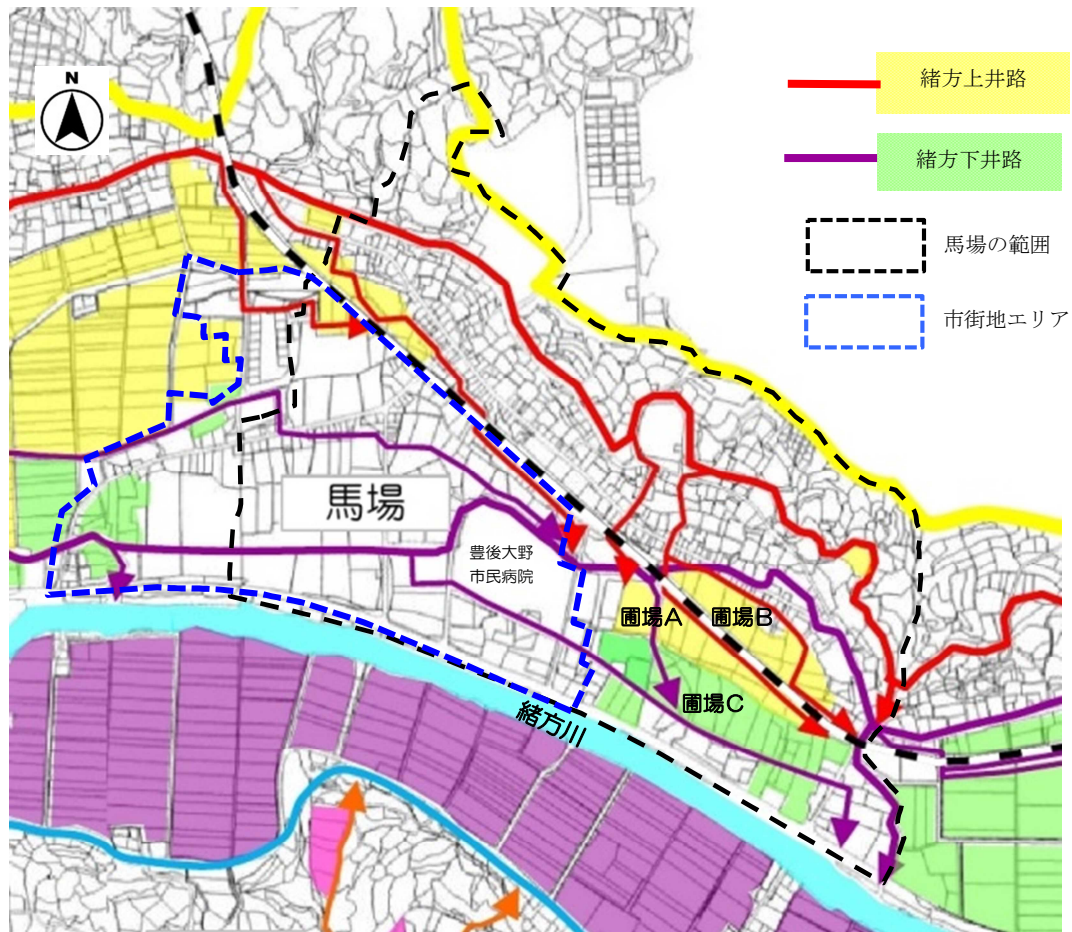 N
緒方上井路
緒方下井路
馬場の範囲
市街地エリア
馬場
豊後大野
市民病院
圃場A
圃場B
圃場C
緒方川